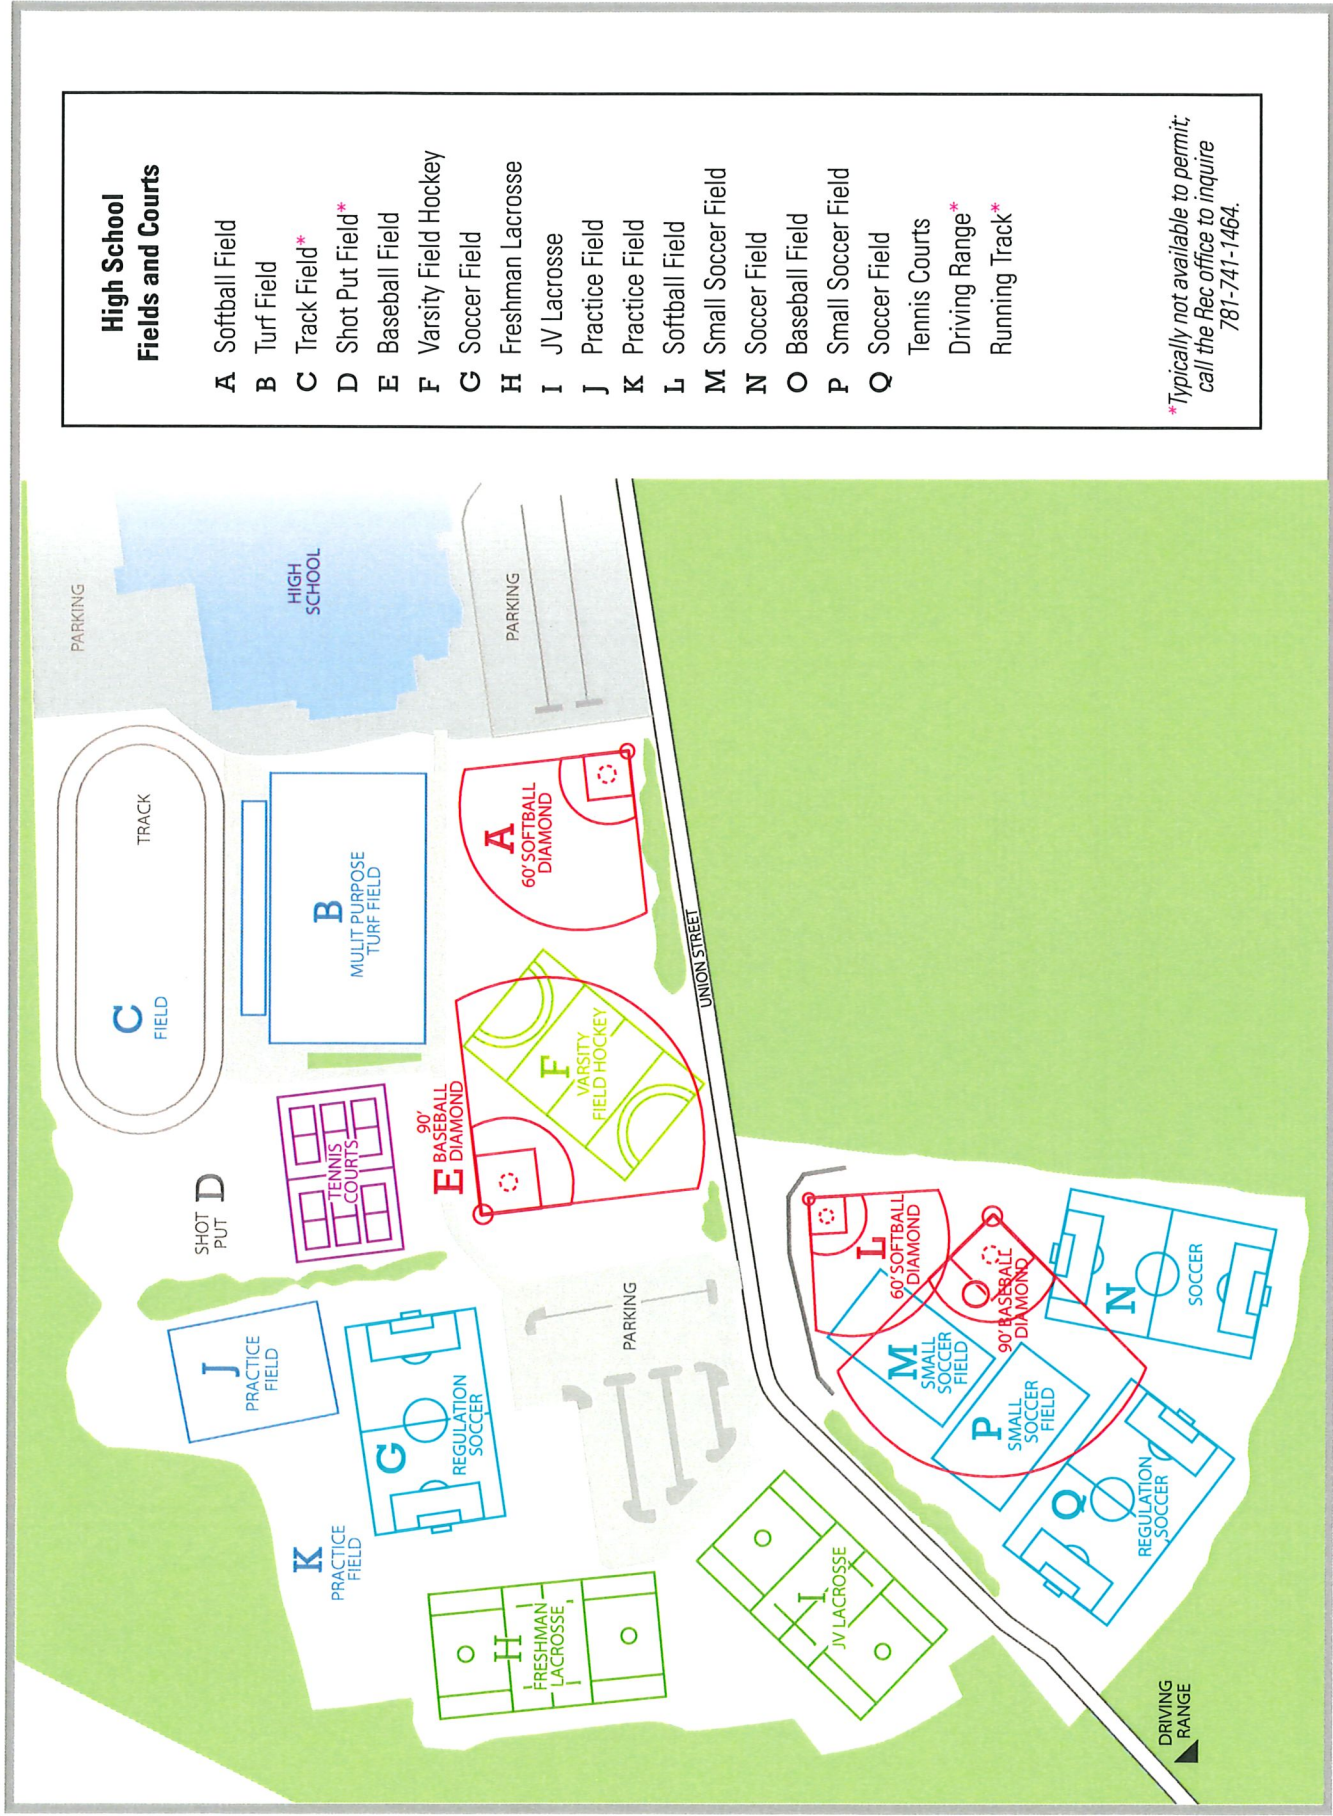 High School
Fields and Courts
A Softball Field
B Turf Field
C Track Field*
D Shot Put Field*
E Baseball Field
F Varsity Field Hockey
G Soccer Field
H Freshman Lacrosse
I JV Lacrosse
J Practice Field
K Practice Field
L Softball Field
M Small Soccer Field
N Soccer Field
O Baseball Field
P Small Soccer Field
Q Soccer Field
Tennis Courts
Driving Range*
Running Track*
*Typically not available to permit;
call the Rec office to inquire
781-741-1464.
PARKING
HIGH
SCHOOL
PARKING
TRACK
C
FIELD
B
MULIT PURPOSE
TURF FIELD
A
60' SOFTBALL
DIAMOND
UNION STREET
F
VARSITY
FIELD HOCKEY
90'
E BASEBALL
DIAMOND
TENNIS
COURTS
SHOT D
PUT
J
PRACTICE
FIELD
G
REGULATION
SOCCER
PARKING
K
PRACTICE
FIELD
H
FRESHMAN
LACROSSE
I
JV LACROSSE
L
60' SOFTBALL
DIAMOND
O
90' BASEBALL
DIAMOND
N
SOCCER
M
SMALL
SOCCER
FIELD
P
SMALL
SOCCER
FIELD
Q
REGULATION
SOCCER
DRIVING
RANGE